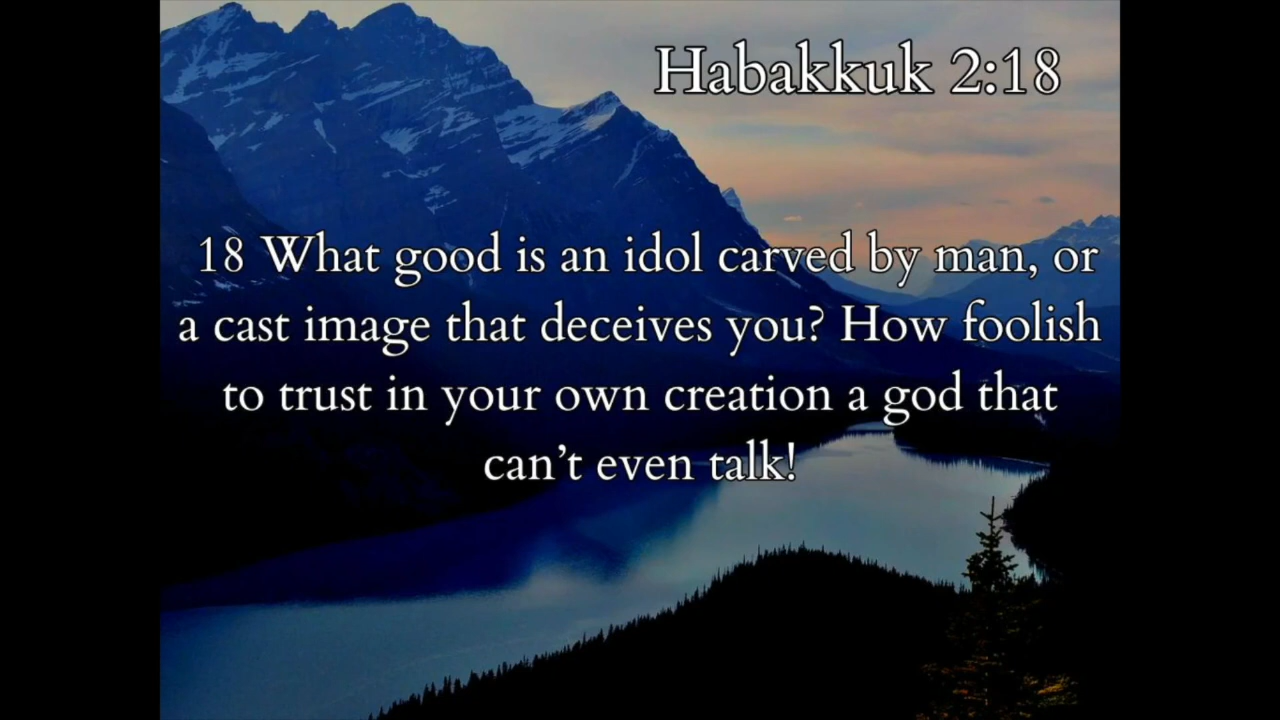 Habakkuk 2:18
18 What good is an idol carved by man, or
a cast image that deceives you? How foolish
to trust in your own creation a god that
can’t even talk!